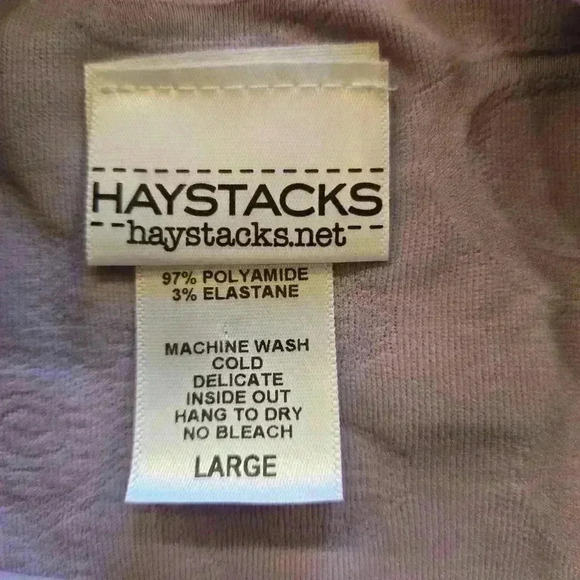 HAYSTACKS
haystacks.net
97% POLYAMIDE
3% ELASTANE
MACHINE WASH
COLD
DELICATE
INSIDE OUT
HANG TO DRY
NO BLEACH
LARGE